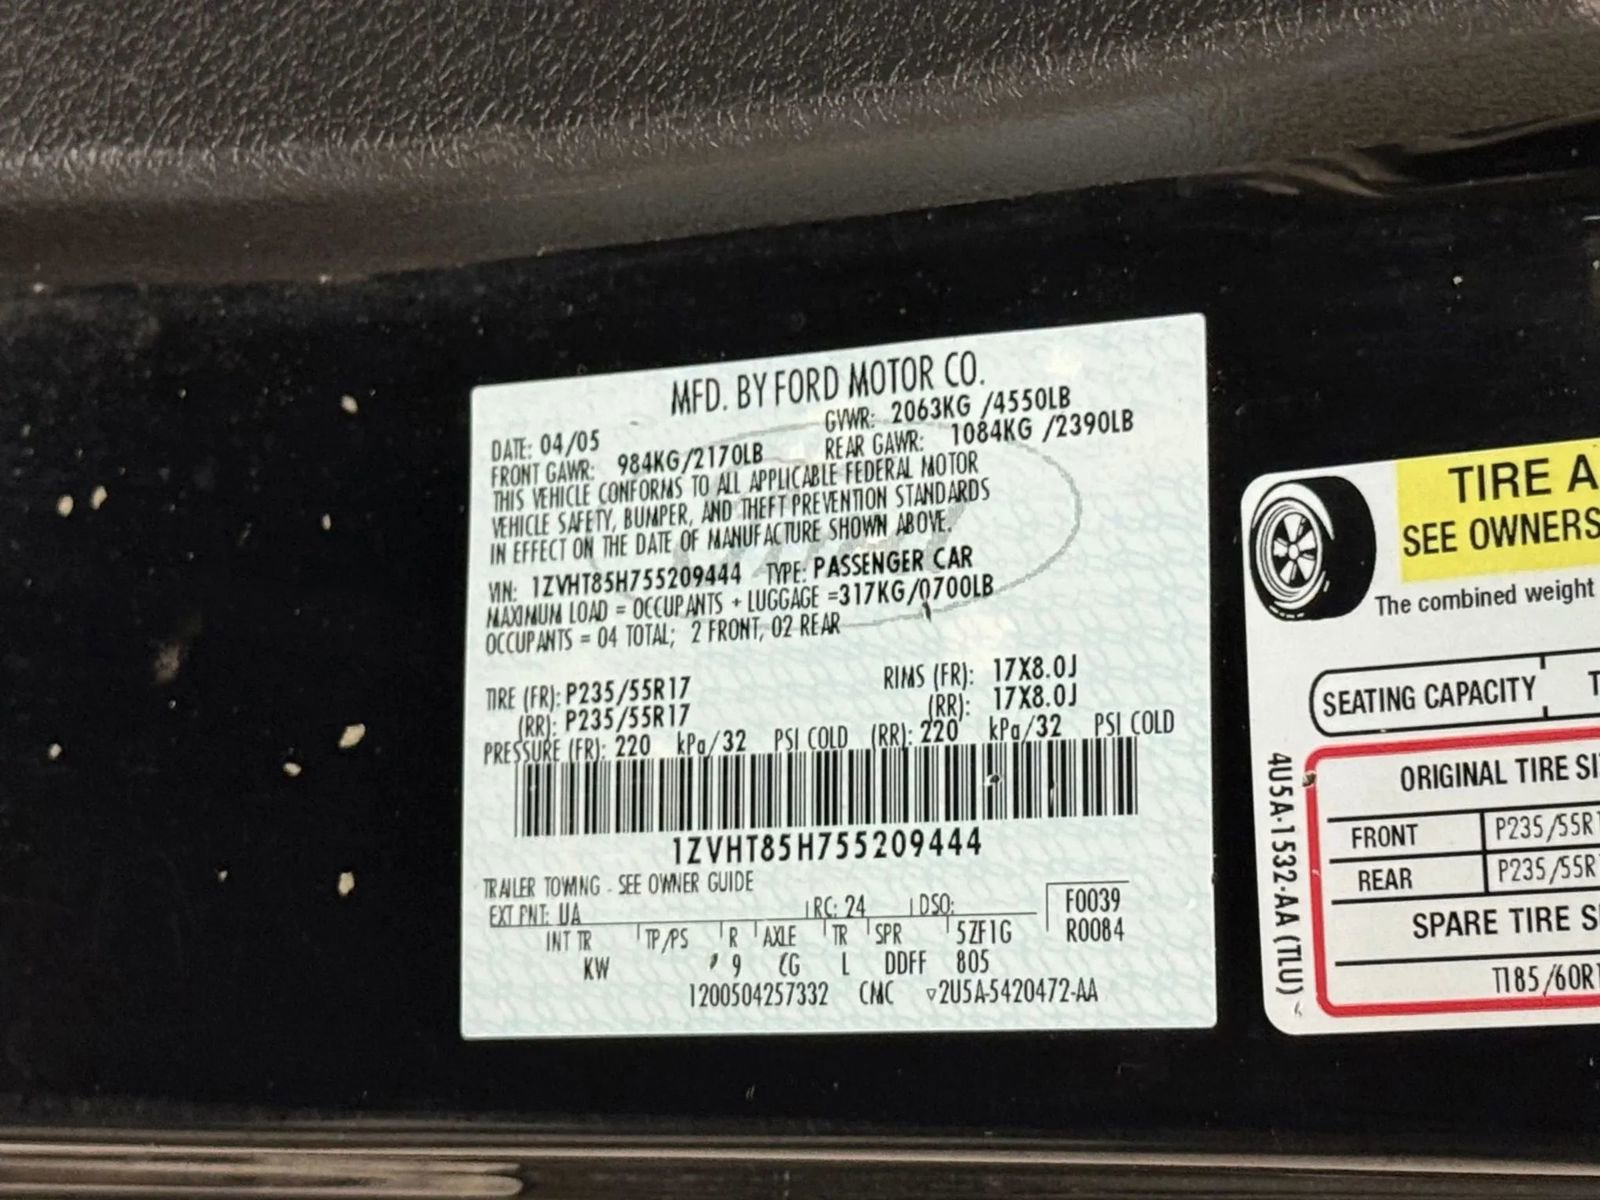 MFD. BY FORD MOTOR CO.
DATE: 04/05 GVWR: 2063KG /4550LB
FRONT GAWR: 984KG/2170LB REAR GAWR: 1084KG /2390LB
THIS VEHICLE CONFORMS TO ALL APPLICABLE FEDERAL MOTOR
VEHICLE SAFETY, BUMPER, AND THEFT PREVENTION STANDARDS
IN EFFECT ON THE DATE OF MANUFACTURE SHOWN ABOVE.
VIN: 1ZVHT85H755209444 TYPE: PASSENGER CAR
MAXIMUM LOAD = OCCUPANTS + LUGGAGE =317KG/0700LB
OCCUPANTS = 04 TOTAL; 2 FRONT, 02 REAR
TIRE (FR): P235/55R17 RIMS (FR): 17X8.0J
(RR): P235/55R17 (RR): 17X8.0J
PRESSURE (FR): 220 kPa/32 PSI COLD (RR): 220 kPa/32 PSI COLD
1ZVHT85H755209444
TRAILER TOWING - SEE OWNER GUIDE
EXT PNT: UA RC: 24 DSO: F0039
INT TR TP/PS R AXLE TR SPR 5ZF1G R0084
KW 9 L DDFF 805
1200504257332 CMC ▽2U5A-5420472-AA
TIRE A
SEE OWNERS
The combined weight
SEATING CAPACITY T
ORIGINAL TIRE SI
FRONT P235/55R1
REAR P235/55R
SPARE TIRE S
T185/60R1
4U5A-1532-AA (TLU)